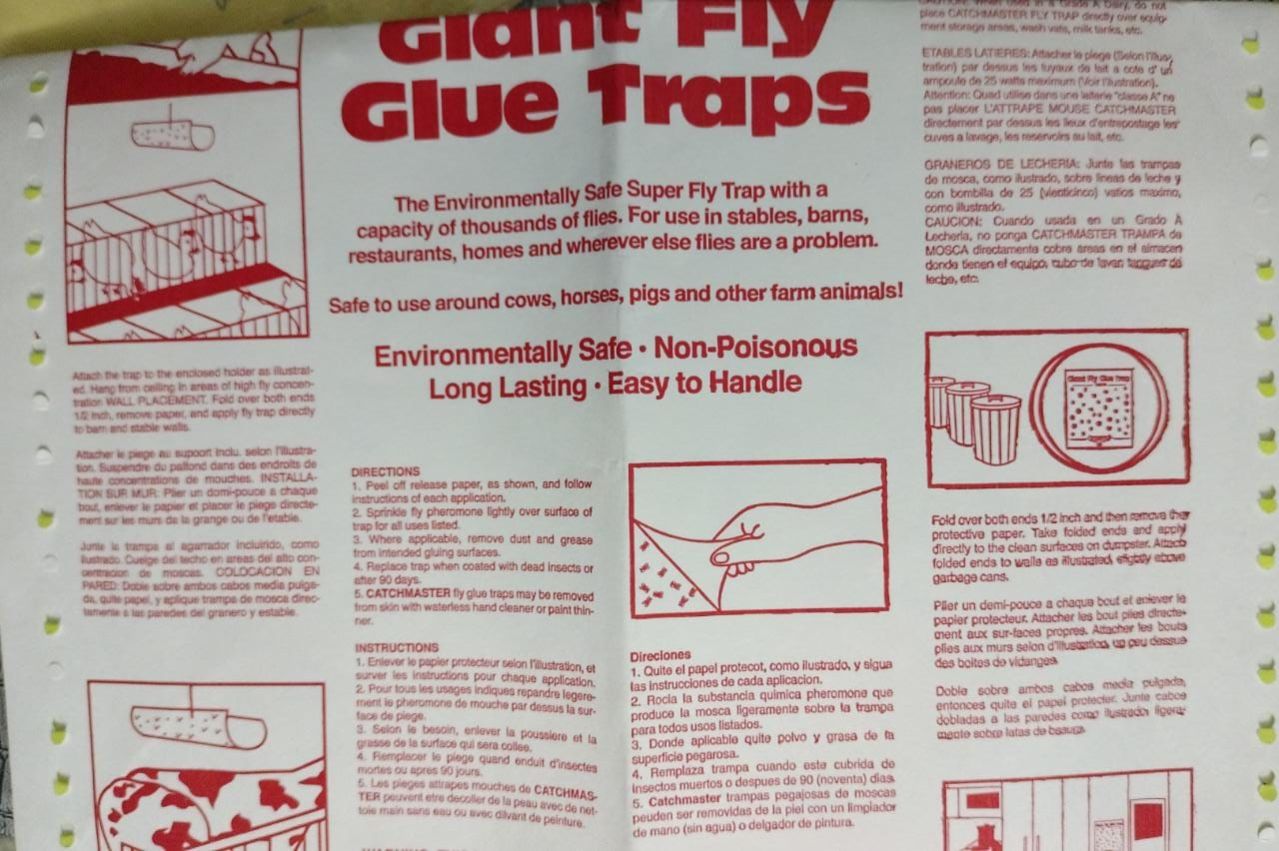 Giant Fly
Glue Traps
The Environmentally Safe Super Fly Trap with a
capacity of thousands of flies. For use in stables, barns,
restaurants, homes and wherever else flies are a problem.
Safe to use around cows, horses, pigs and other farm animals!
Environmentally Safe · Non-Poisonous
Long Lasting · Easy to Handle
Attach the trap to the enclosed holder as illustrat-
ed. Hang from ceiling in areas of high fly concen-
tration WALL PLACEMENT. Fold over both ends
1/2 inch, remove paper, and apply fly trap directly
to barn and stable walls.
Attacher le piege au support inclu, selon l'illustra-
tion. Suspendre du paltond dans des endroits de
haute concentrations de mouches. INSTALLA-
TION SUR MUR: Plier un demi-pouce a chaque
bout, enlever le papier et placer le piege directe-
ment sur les murs de la grange ou de l'etable.
Junte la trampa al agarrador incluirido, como
ilustrado. Cuelge del techo en areas del alto con-
centracion de moscas. COLOCACION EN
PARED: Doble sobre ambos cabos media pulga-
da, quite papel, y aplique trampa de mosca direc-
tamente a las paredes del granero y estable.
DIRECTIONS
1. Peel off release paper, as shown, and follow
instructions of each application.
2. Sprinkle fly pheromone lightly over surface of
trap for all uses listed.
3. Where applicable, remove dust and grease
from intended gluing surfaces.
4. Replace trap when coated with dead insects or
after 90 days.
5. CATCHMASTER fly glue traps may be removed
from skin with waterless hand cleaner or paint thin-
ner.
INSTRUCTIONS
1. Enlever le papier protecteur selon l'illustration, et
surver les instructions pour chaque application.
2. Pour tous les usages indiques repandre legere-
ment le pheromone de mouche par dessus la sur-
face de piege.
3. Selon le besoin, enlever la poussiere et la
grasse de la surface qui sera collee.
4. Remplacer le piege quand enduit d'insectes
mortes ou apres 90 jours.
5. Les pieges attrapes mouches de CATCHMAS-
TER peuvent etre decoller de la peau avec de net-
toie main sans eau ou avec dilvant de peinture.
Direciones
1. Quite el papel protecot, como ilustrado, y sigua
las instrucciones de cada aplicacion.
2. Rocia la substancia quimica pheromone que
produce la mosca ligeramente sobre la trampa
para todos usos listados.
3. Donde aplicable quite polvo y grasa de la
superficie pegarosa.
4. Remplaza trampa cuando este cubrida de
insectos muertos o despues de 90 (noventa) dias.
5. Catchmaster trampas pegajosas de moscas
peuden ser removidas de la piel con un limpiador
de mano (sin agua) o delgador de pintura.
place CATCHMASTER FLY TRAP directly over equip-
ment storage areas, wash vats, milk tanks, etc.
ETABLES LATIERES: Attacher le piege (Selon l'illus-
tration) par dessus les tuyaux de lait a cote d' un
ampoule de 25 watts maximum (Voir l'illustration).
Attention: Quad utilise dans une laiterie "classe A" ne
pas placer L'ATTRAPE MOUSE CATCHMASTER
directement par dessus les lieux d'entrepostage les
cuves a lavage, les reservoirs au lait, etc.
GRANEROS DE LECHERIA: Junte las trampas
de mosca, como ilustrado, sobre lineas de leche y
con bombilla de 25 (vienticinco) vatios maximo,
como illustrado.
CAUCION: Cuando usada en un Grado A
Lecheria, no ponga CATCHMASTER TRAMPA de
MOSCA directamente cobre areas en el almacen
donde tienen el equipo, cubo de lavan tangues de
leche, etc.
Giant Fly Glue Trap
Fold over both ends 1/2 inch and then remove the
protective paper. Take folded ends and apply
directly to the clean surfaces on dumpster. Attach
folded ends to walls as illustrated, slightly above
garbage cans.
Plier un demi-pouce a chaque bout et enlever le
papier protecteur. Attacher les bout piles directe-
ment aux sur-faces propres. Attacher les bouts
plies aux murs selon d'illustration, un peu dessus
des boites de vidanges.
Doble sobre ambos cabos media pulgada,
entonces quite el papel protecter. Junte cabos
dobladas a las paredes como ilustrado ligera-
mente sobre latas de basura.